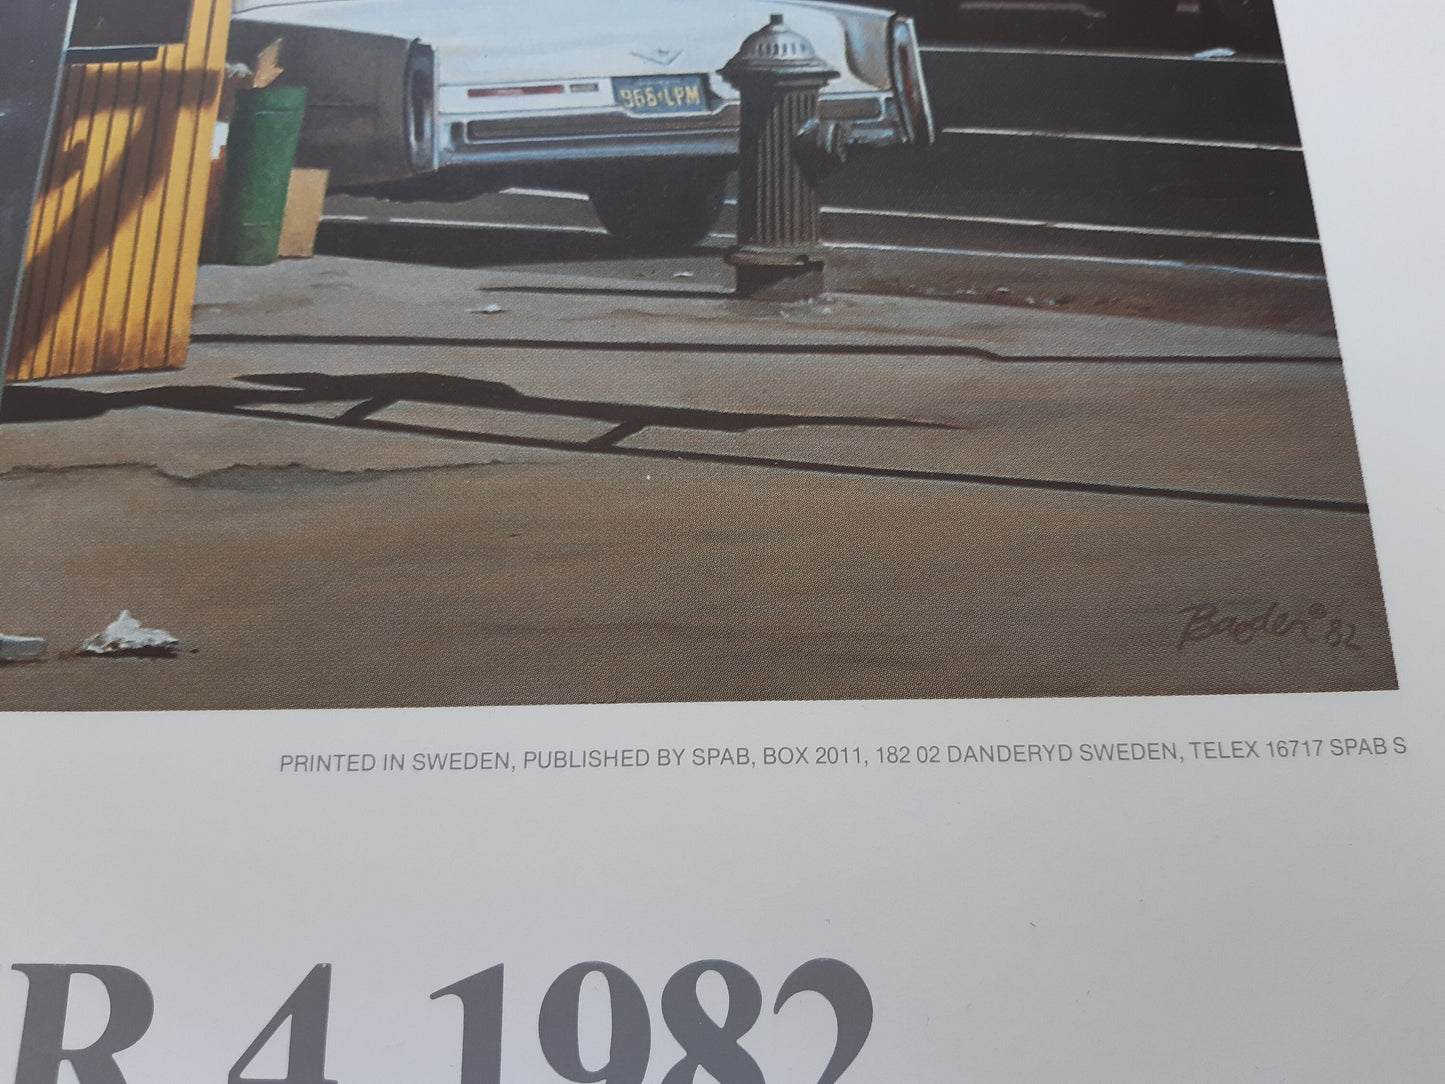 966·LPM
Bagden © 82
PRINTED IN SWEDEN, PUBLISHED BY SPAB, BOX 2011, 182 02 DANDERYD SWEDEN, TELEX 16717 SPAB S
R 4 1982